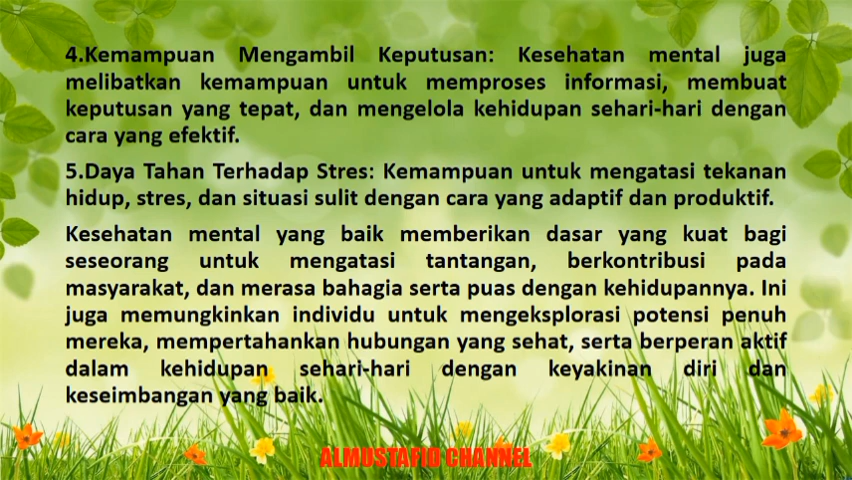 4.Kemampuan Mengambil Keputusan: Kesehatan mental juga
melibatkan kemampuan untuk memproses informasi, membuat
keputusan yang tepat, dan mengelola kehidupan sehari-hari dengan
cara yang efektif.
5.Daya Tahan Terhadap Stres: Kemampuan untuk mengatasi tekanan
hidup, stres, dan situasi sulit dengan cara yang adaptif dan produktif.
Kesehatan mental yang baik memberikan dasar yang kuat bagi
seseorang untuk mengatasi tantangan, berkontribusi pada
masyarakat, dan merasa bahagia serta puas dengan kehidupannya. Ini
juga memungkinkan individu untuk mengeksplorasi potensi penuh
mereka, mempertahankan hubungan yang sehat, serta berperan aktif
dalam kehidupan sehari-hari dengan keyakinan diri dan
keseimbangan yang baik.
ALMUSTAFID CHANNEL